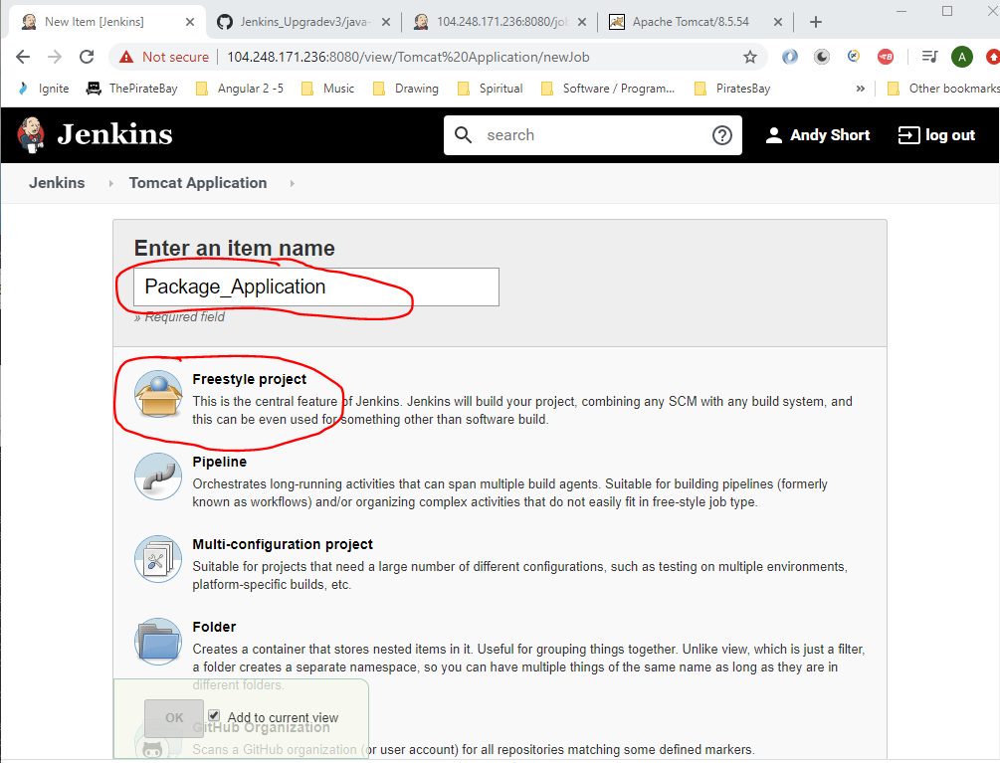 New Item [Jenkins]
Jenkins_Upgradev3/java-
104.248.171.236:8080/jol
Apache Tomcat/8.5.54
Not secure
104.248.171.236:8080/view/Tomcat%20Application/newJob
A
Ignite
ThePirateBay
Angular 2 -5
Music
Drawing
Spiritual
Software / Program...
PiratesBay
»
Other bookmarks
Jenkins
search
Andy Short
log out
Jenkins
Tomcat Application
Enter an item name
Package_Application
» Required field
Freestyle project
This is the central feature of Jenkins. Jenkins will build your project, combining any SCM with any build system, and
this can be even used for something other than software build.
Pipeline
Orchestrates long-running activities that can span multiple build agents. Suitable for building pipelines (formerly
known as workflows) and/or organizing complex activities that do not easily fit in free-style job type.
Multi-configuration project
Suitable for projects that need a large number of different configurations, such as testing on multiple environments,
platform-specific builds, etc.
Folder
Creates a container that stores nested items in it. Useful for grouping things together. Unlike view, which is just a filter,
a folder creates a separate namespace, so you can have multiple things of the same name as long as they are in
different folders.
OK
Add to current view
GitHub Organization
Scans a GitHub organization (or user account) for all repositories matching some defined markers.